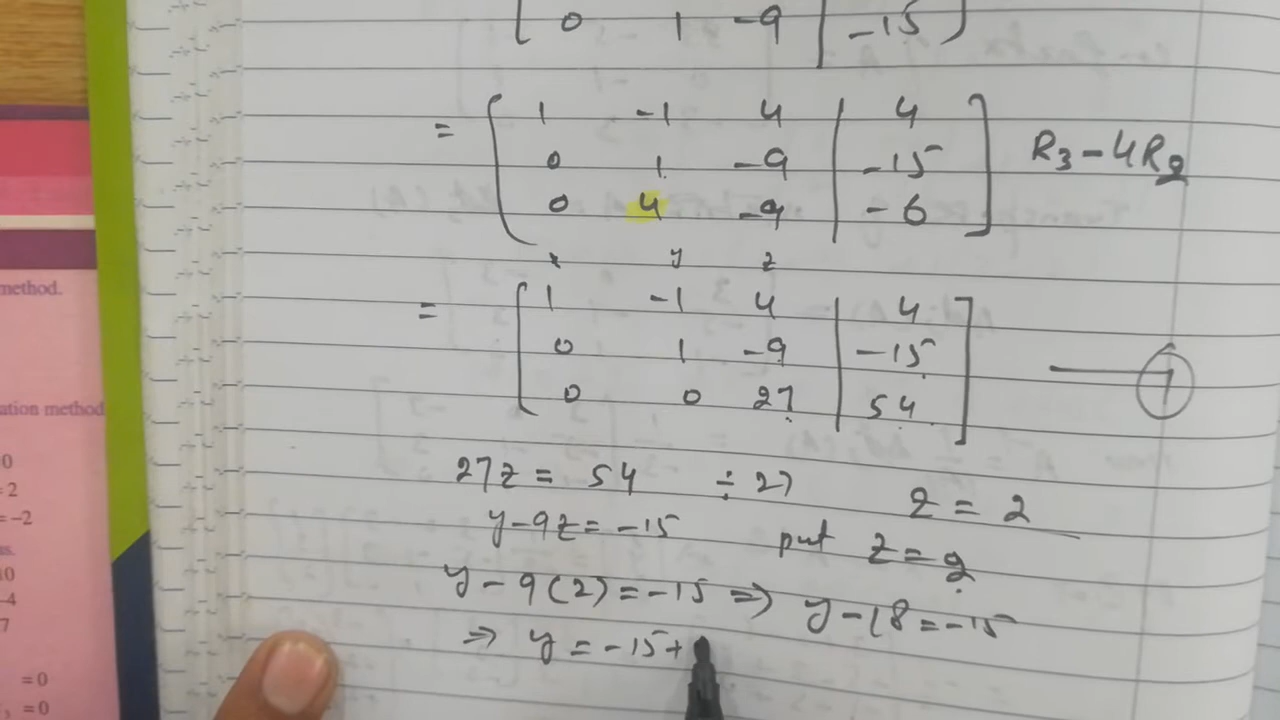 0 1 -9 | -15
= [ 1 -1 4 | 4 ]
0 1 -9 | -15 R3-4R2
0 4 -9 | -6
x y z
= [ 1 -1 4 | 4 ]
0 1 -9 | -15 — 1
0 0 27 | 54
27z = 54 ÷ 27 z = 2
y-9z = -15 put z = 2
y - 9(2) = -15 ⇒ y-18 = -15
⇒ y = -15+
method.
ation method
0
= 2
= -2
ns.
10
-4
7
= 0
= 0